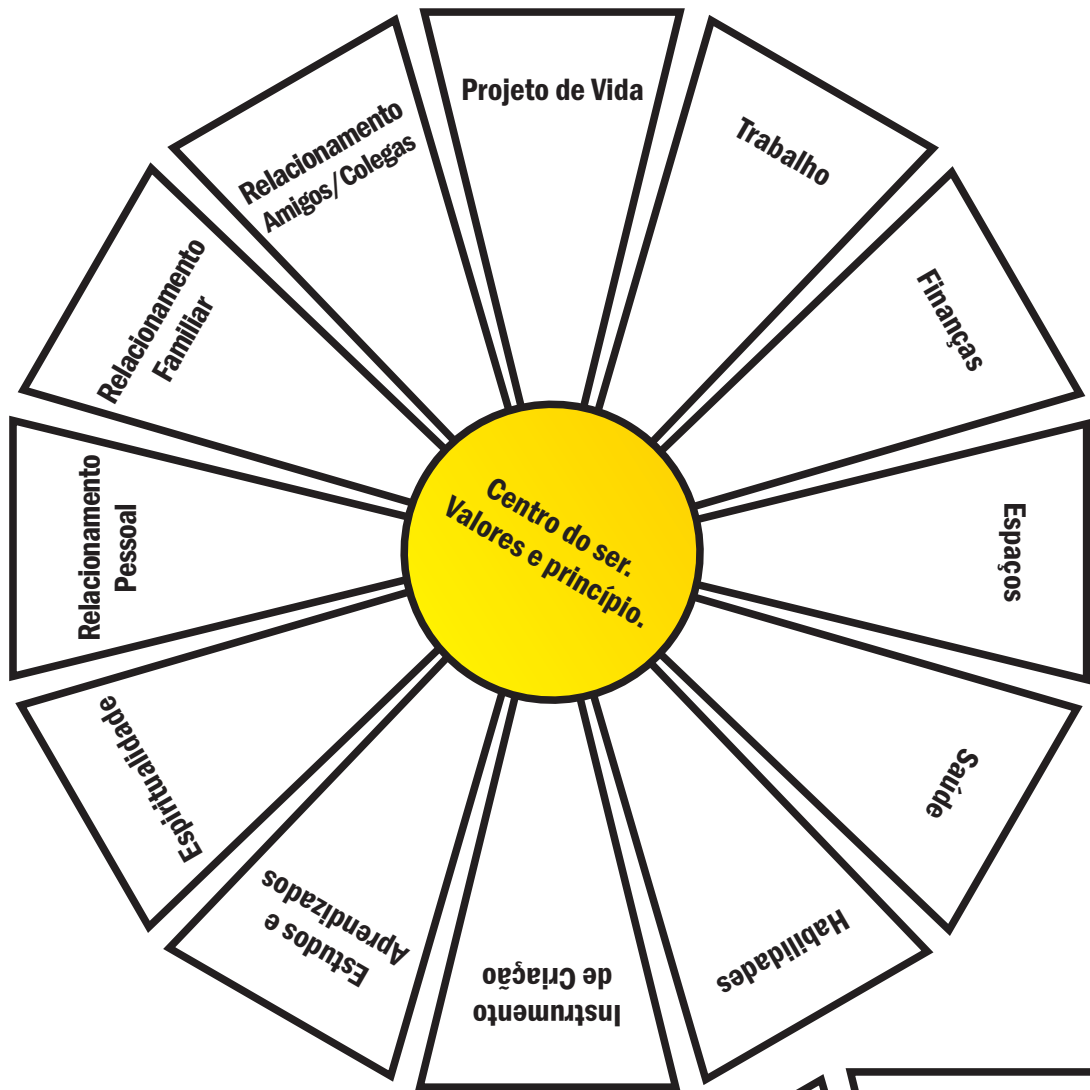 Projeto de Vida
Trabalho
Finanças
Espaços
Saúde
Habilidades
Instrumento
de Criação
Estudos e
Aprendizados
Espiritualidade
Relacionamento
Pessoal
Relacionamento
Familiar
Relacionamento
Amigos/Colegas
Centro do ser.
Valores e princípio.